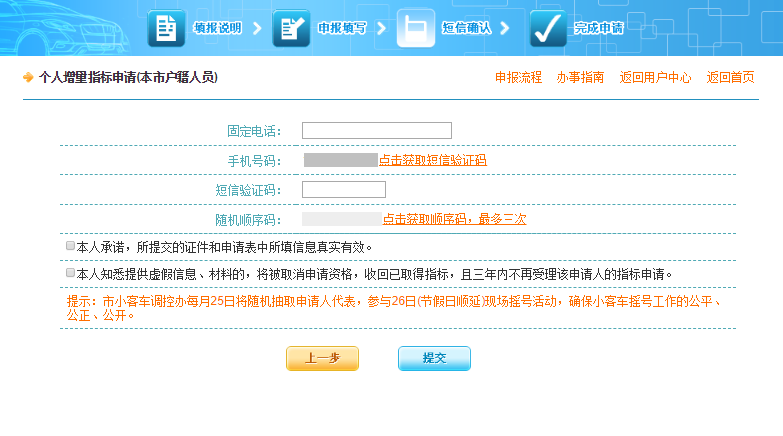 填报说明 申报填写 短信确认 完成申请
个人增量指标申请(本市户籍人员) 申报流程 办事指南 返回用户中心 返回首页
固定电话：
手机号码： 点击获取短信验证码
短信验证码：
随机顺序码： 点击获取顺序码，最多三次
本人承诺，所提交的证件和申请表中所填信息真实有效。
本人知悉提供虚假信息、材料的，将被取消申请资格，收回已取得指标，且三年内不再受理该申请人的指标申请。
提示：市小客车调控办每月25日将随机抽取申请人代表，参与26日(节假日顺延)现场摇号活动，确保小客车摇号工作的公平、
公正、公开。
上一步 提交